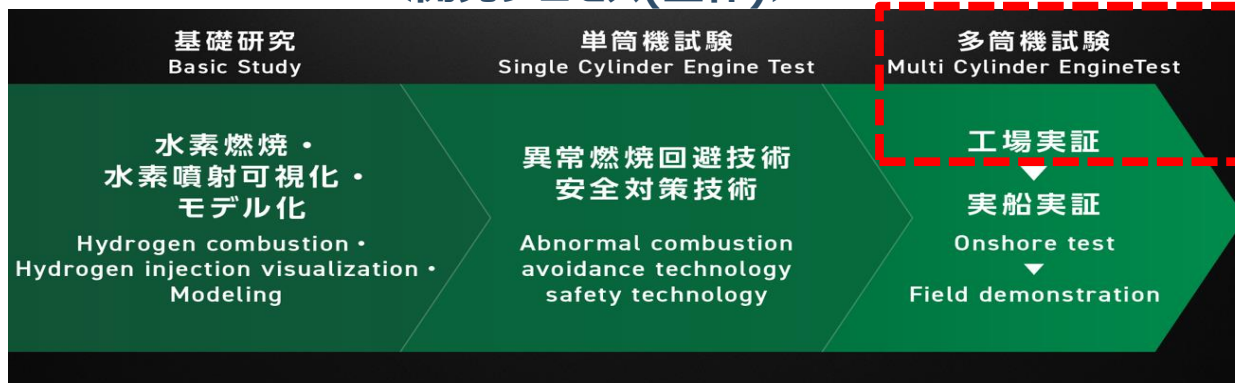 基礎研究
Basic Study
水素燃焼・
水素噴射可視化・
モデル化
Hydrogen combustion・
Hydrogen injection visualization・
Modeling
単筒機試験
Single Cylinder Engine Test
異常燃焼回避技術
安全対策技術
Abnormal combustion
avoidance technology
safety technology
多筒機試験
Multi Cylinder EngineTest
工場実証
▼
実船実証
Onshore test
▼
Field demonstration